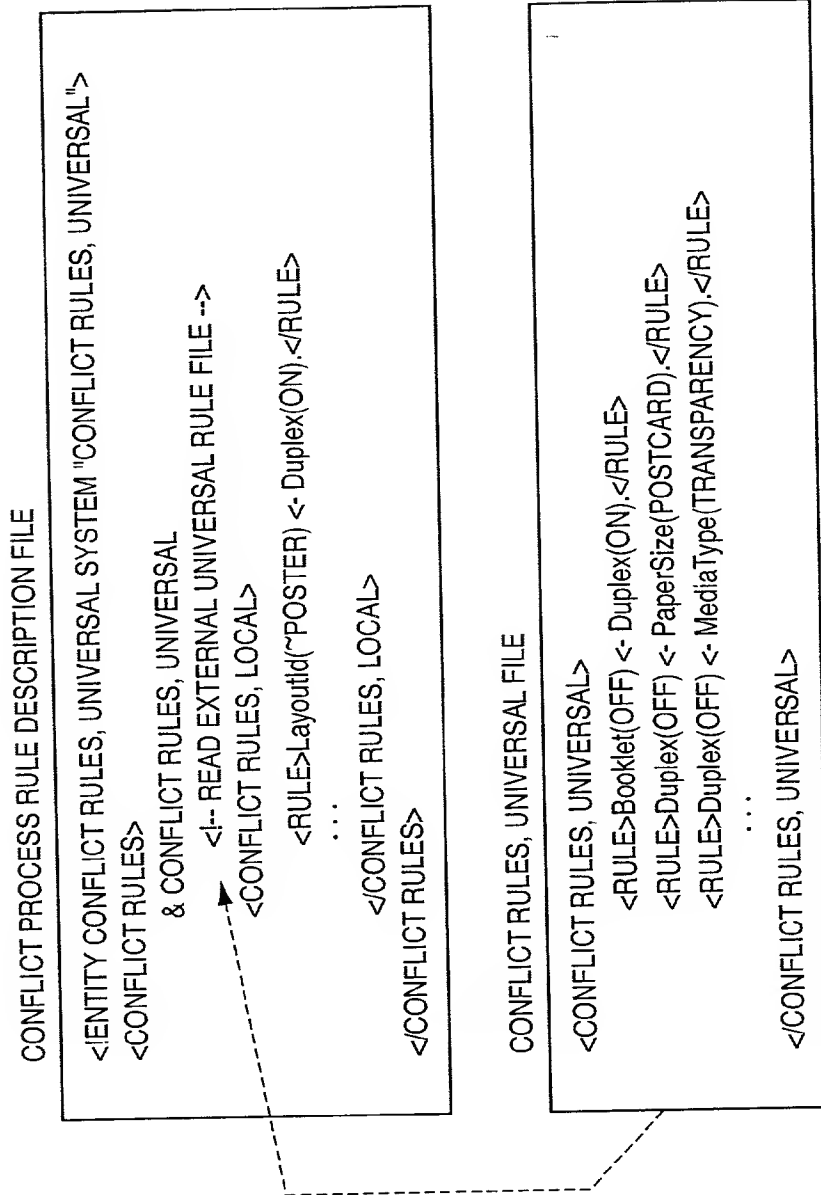 CONFLICT PROCESS RULE DESCRIPTION FILE
<!ENTITY CONFLICT RULES, UNIVERSAL SYSTEM "CONFLICT RULES, UNIVERSAL">
<CONFLICT RULES>
& CONFLICT RULES, UNIVERSAL
<!-- READ EXTERNAL UNIVERSAL RULE FILE -->
<CONFLICT RULES, LOCAL>
<RULE>LayoutId(~POSTER) <- Duplex(ON).</RULE>
...
</CONFLICT RULES, LOCAL>
</CONFLICT RULES>
CONFLICT RULES, UNIVERSAL FILE
<CONFLICT RULES, UNIVERSAL>
<RULE>Booklet(OFF) <- Duplex(ON).</RULE>
<RULE>Duplex(OFF) <- PaperSize(POSTCARD).</RULE>
<RULE>Duplex(OFF) <- MediaType(TRANSPARENCY).</RULE>
...
</CONFLICT RULES, UNIVERSAL>